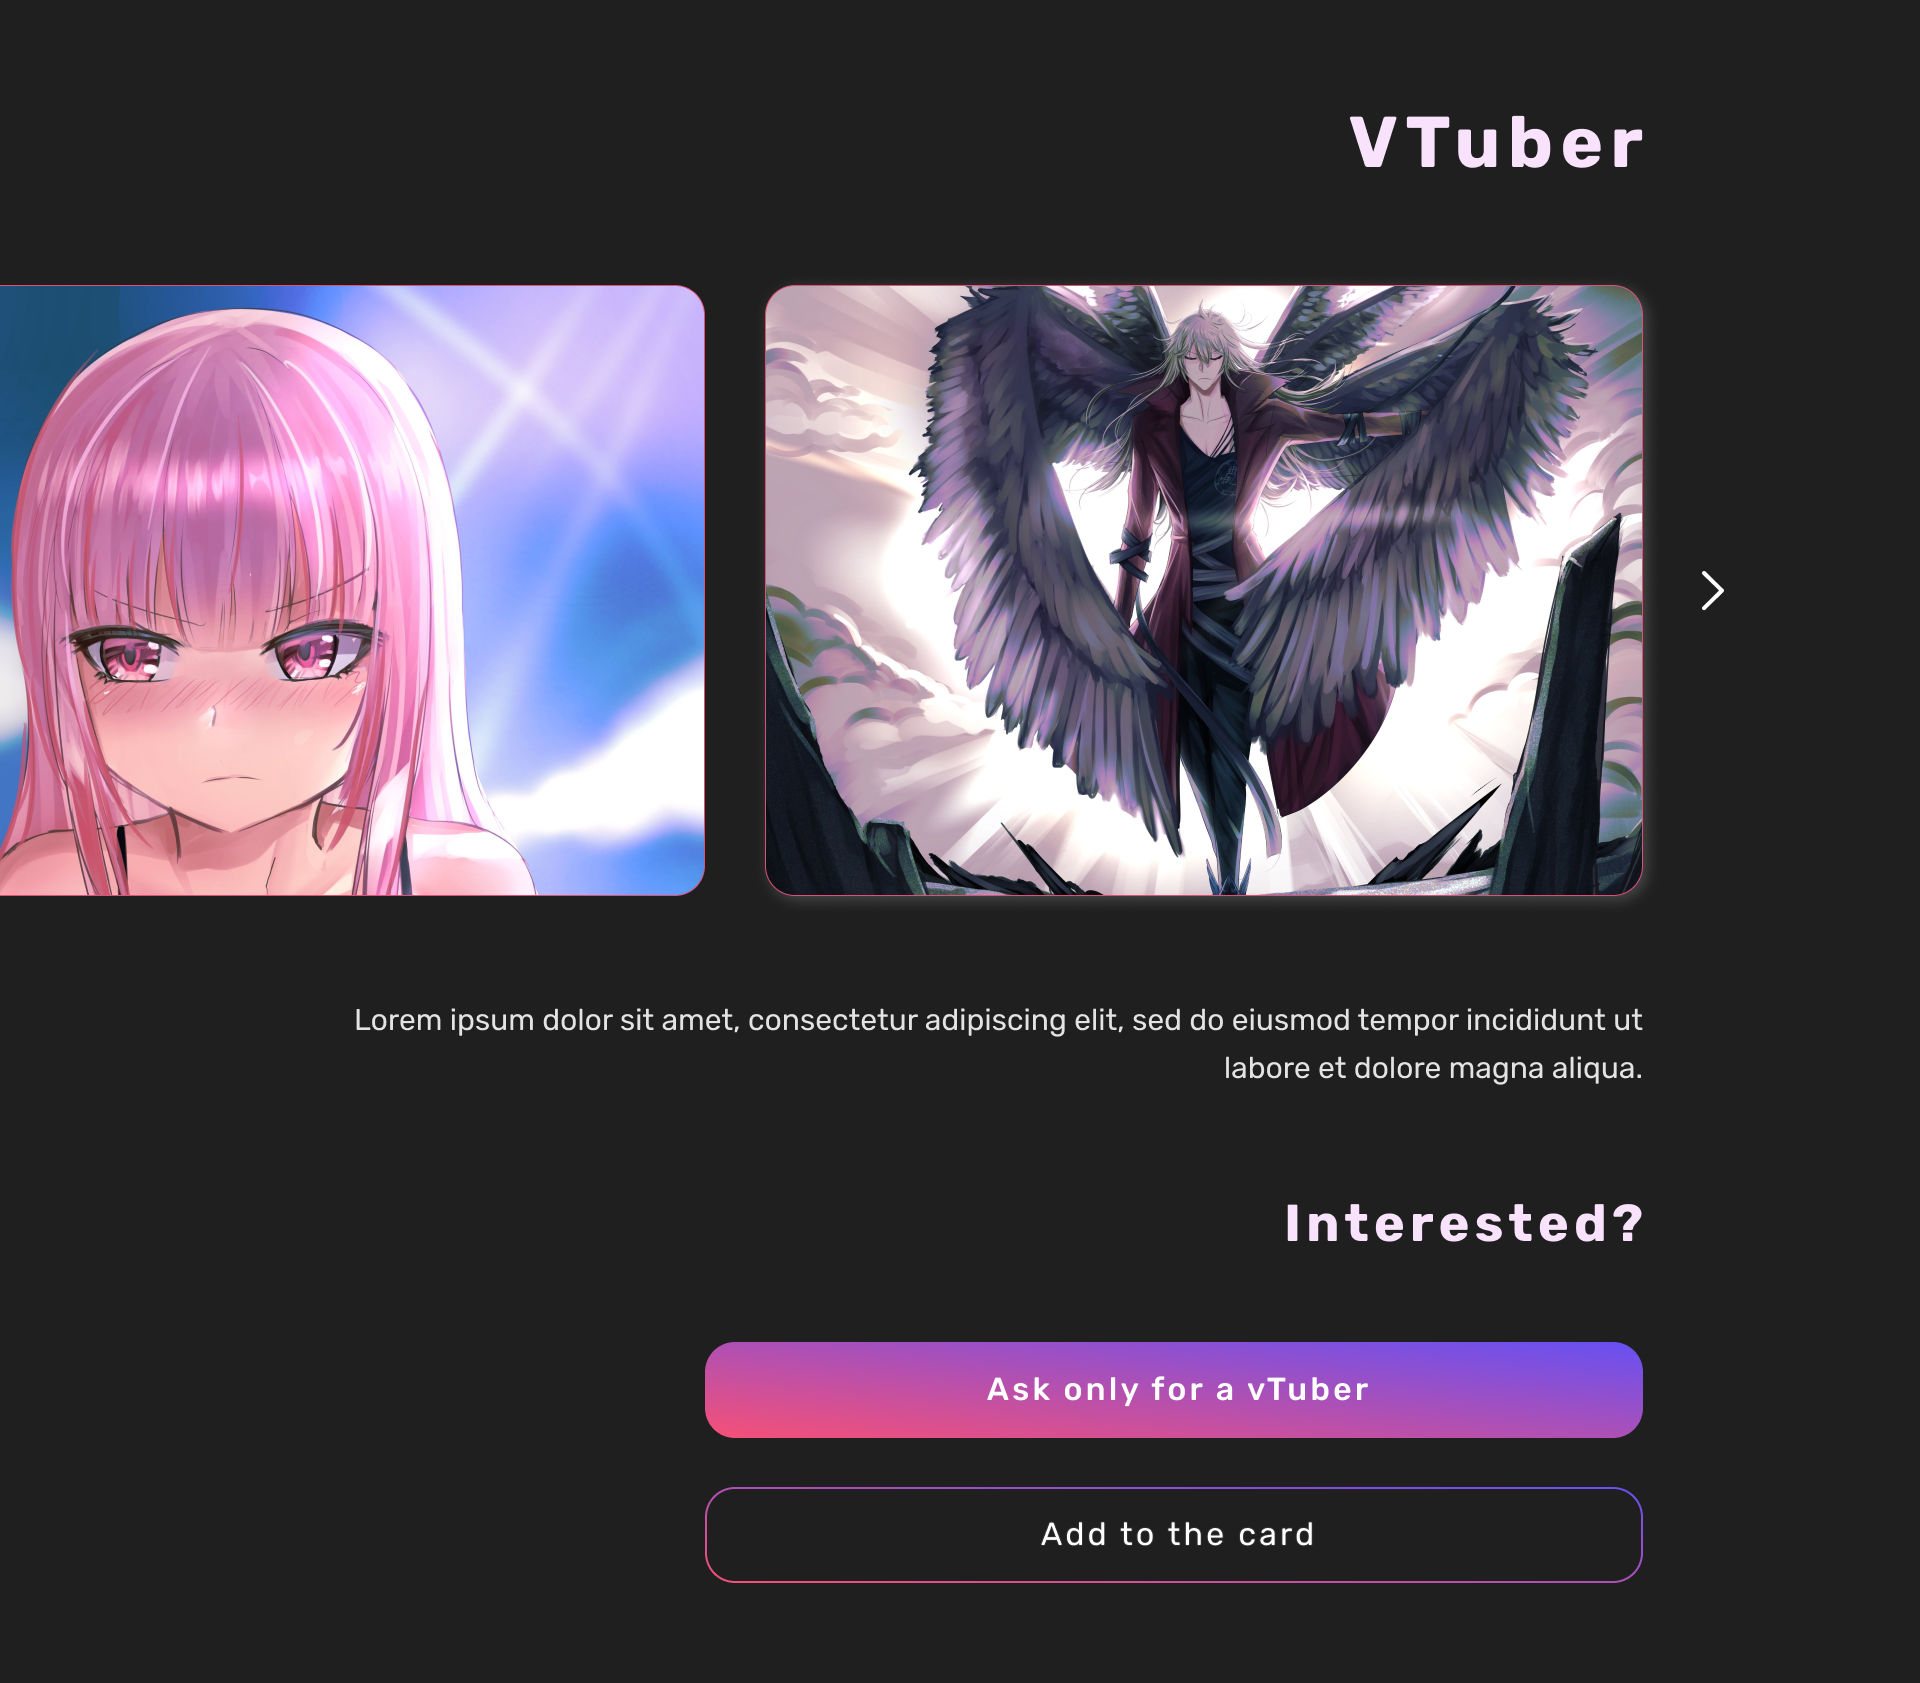 VTuber
Lorem ipsum dolor sit amet, consectetur adipiscing elit, sed do eiusmod tempor incididunt ut
labore et dolore magna aliqua.
Interested?
Ask only for a vTuber
Add to the card